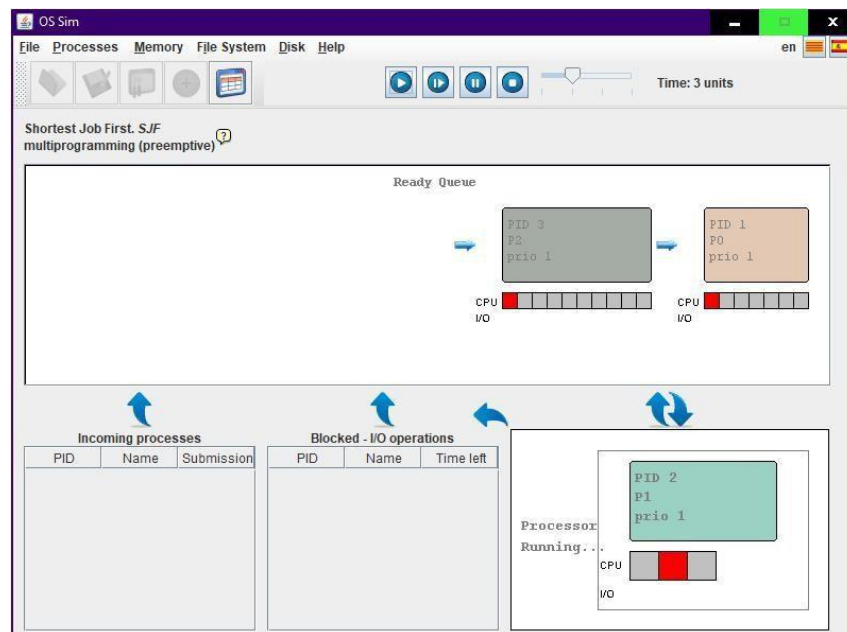 OS Sim
File Processes Memory File System Disk Help
en
Time: 3 units
Shortest Job First. SJF
multiprogramming (preemptive)
?
Ready Queue
PID 3
P2
prio 1
CPU
I/O
PID 1
P0
prio 1
CPU
I/O
Incoming processes
PID Name Submission
Blocked - I/O operations
PID Name Time left
Processor
Running...
PID 2
P1
prio 1
CPU
I/O